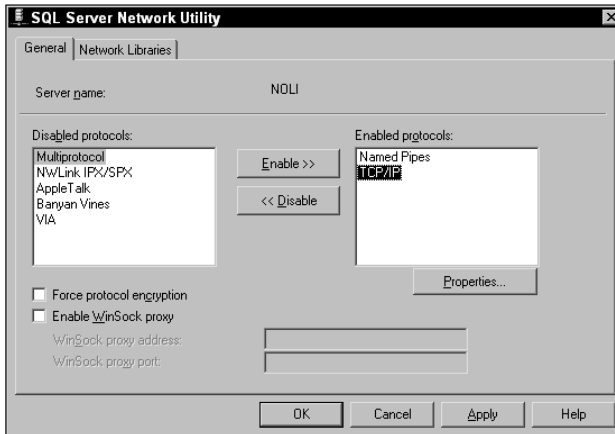 SQL Server Network Utility
General
Network Libraries
Server name:
NOLI
Disabled protocols:
Multiprotocol
NWLink IPX/SPX
AppleTalk
Banyan Vines
VIA
Enable >>
<< Disable
Enabled protocols:
Named Pipes
TCP/IP
Properties...
Force protocol encryption
Enable WinSock proxy
WinSock proxy address:
WinSock proxy port:
OK
Cancel
Apply
Help